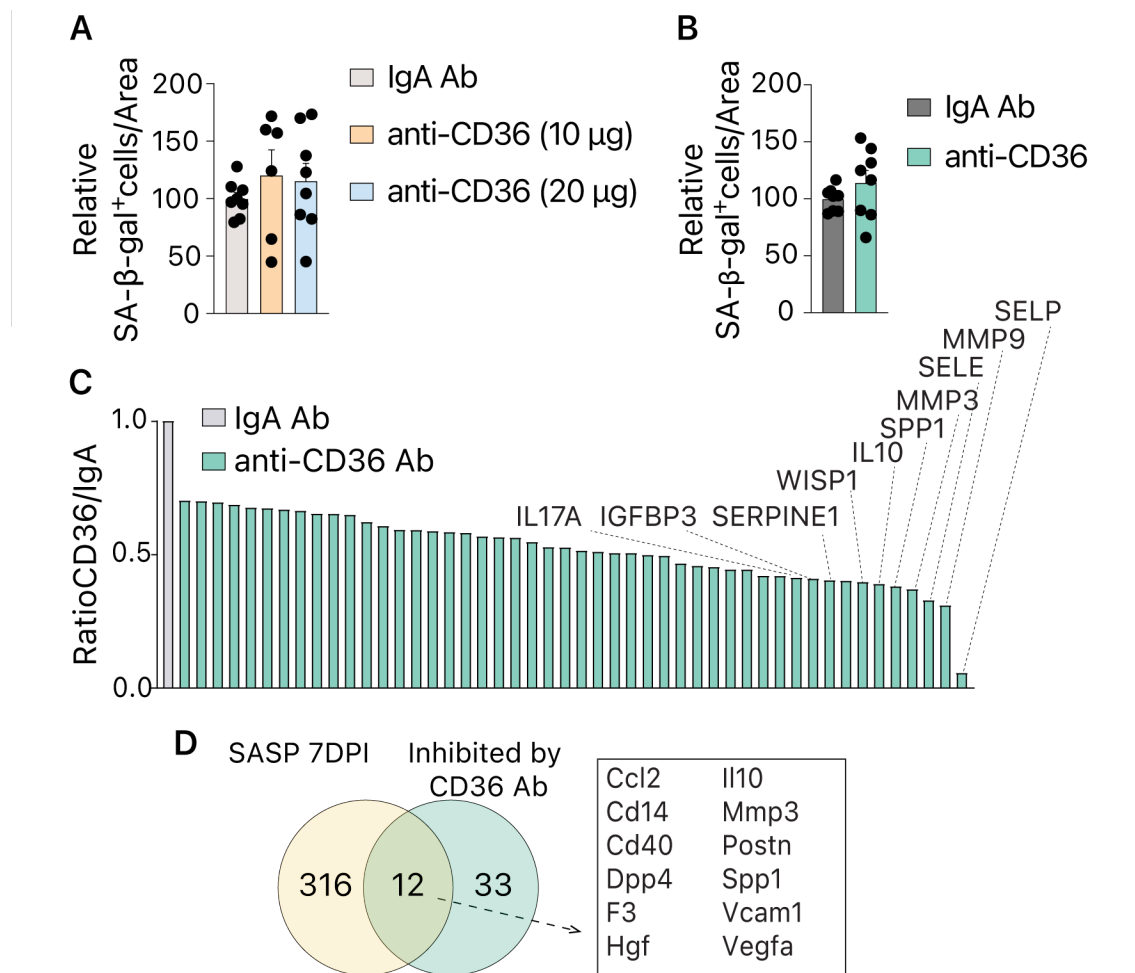 A
Relative
SA-β-gal⁺cells/Area
200
150
100
50
0
IgA Ab
anti-CD36 (10 µg)
anti-CD36 (20 µg)
B
Relative
SA-β-gal⁺cells/Area
200
150
100
50
0
IgA Ab
anti-CD36
C
RatioCD36/IgA
1.0
0.5
0.0
IgA Ab
anti-CD36 Ab
SELP
MMP9
SELE
MMP3
SPP1
IL10
WISP1
IL17A IGFBP3 SERPINE1
D
SASP 7DPI
Inhibited by
CD36 Ab
316 12 33
Ccl2 Il10
Cd14 Mmp3
Cd40 Postn
Dpp4 Spp1
F3 Vcam1
Hgf Vegfa